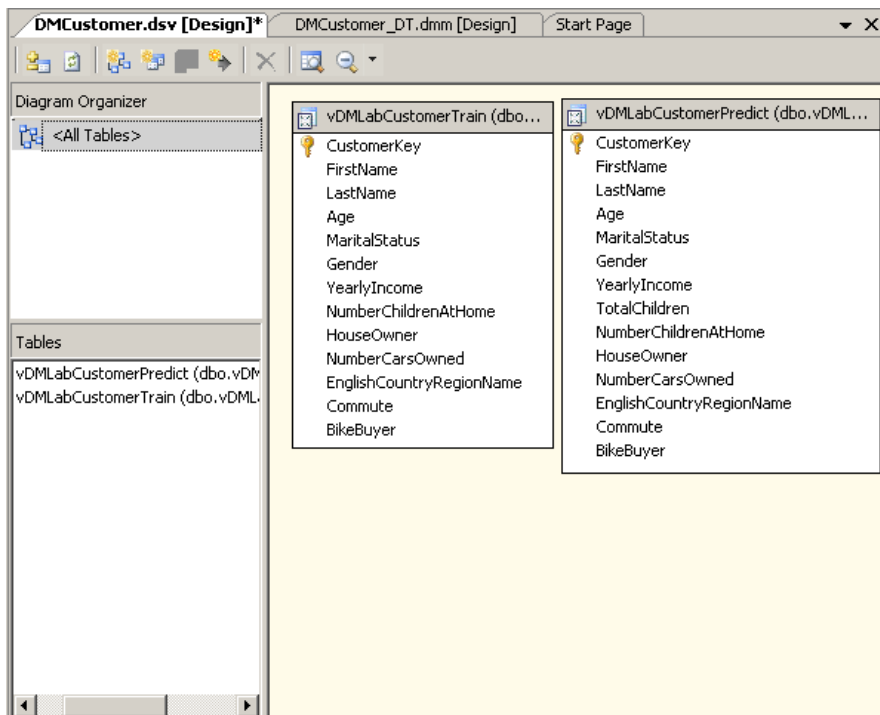 DMCustomer.dsv [Design]*
DMCustomer_DT.dmm [Design]
Start Page
Diagram Organizer
<All Tables>
Tables
vDMLabCustomerPredict (dbo.vDM
vDMLabCustomerTrain (dbo.vDML
vDMLabCustomerTrain (dbo...
CustomerKey
FirstName
LastName
Age
MaritalStatus
Gender
YearlyIncome
NumberChildrenAtHome
HouseOwner
NumberCarsOwned
EnglishCountryRegionName
Commute
BikeBuyer
vDMLabCustomerPredict (dbo.vDML...
CustomerKey
FirstName
LastName
Age
MaritalStatus
Gender
YearlyIncome
TotalChildren
NumberChildrenAtHome
HouseOwner
NumberCarsOwned
EnglishCountryRegionName
Commute
BikeBuyer